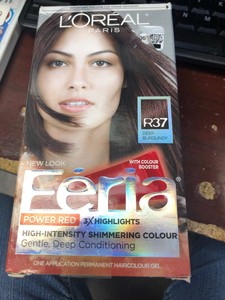 L'ORÉAL
PARIS
R37
DEEP
BURGUNDY
NEW LOOK
WITH COLOUR
BOOSTER
Féria
POWER RED
3X HIGHLIGHTS
HIGH-INTENSITY SHIMMERING COLOUR
Gentle, Deep Conditioning
ONE APPLICATION PERMANENT HAIRCOLOUR GEL